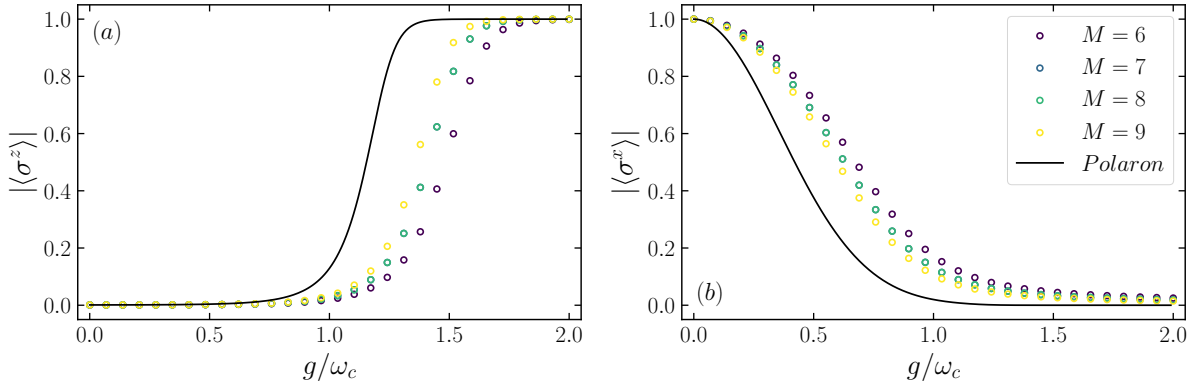 (a)
|⟨σ^z⟩|
1.0
0.8
0.6
0.4
0.2
0.0
0.0 0.5 1.0 1.5 2.0
g/ω_c
(b)
|⟨σ^x⟩|
1.0
0.8
0.6
0.4
0.2
0.0
0.0 0.5 1.0 1.5 2.0
g/ω_c
M = 6
M = 7
M = 8
M = 9
Polaron